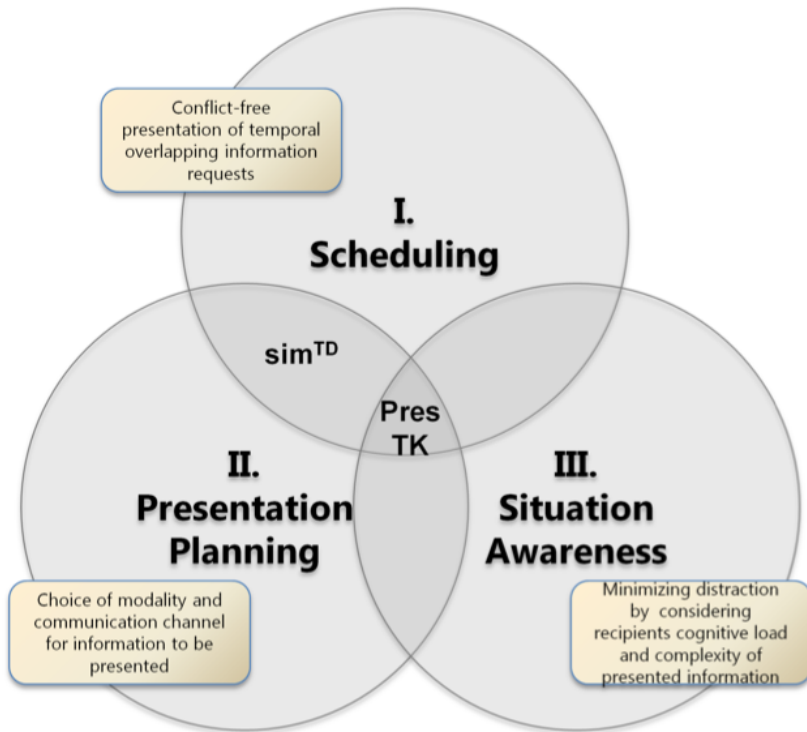 Conflict-free
presentation of temporal
overlapping information
requests
I.
Scheduling
simTD
Pres
TK
II.
Presentation
Planning
III.
Situation
Awareness
Choice of modality and
communication channel
for information to be
presented
Minimizing distraction
by considering
recipients cognitive load
and complexity of
presented information